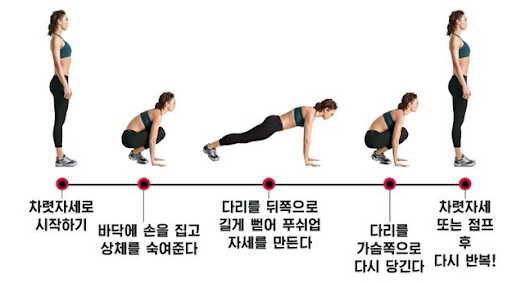 차렷자세로
시작하기
바닥에 손을 집고
상체를 숙여준다
다리를 뒤쪽으로
길게 뻗어 푸쉬업
자세를 만든다
다리를
가슴쪽으로
다시 당긴다
차렷자세
또는 점프
후
다시 반복!